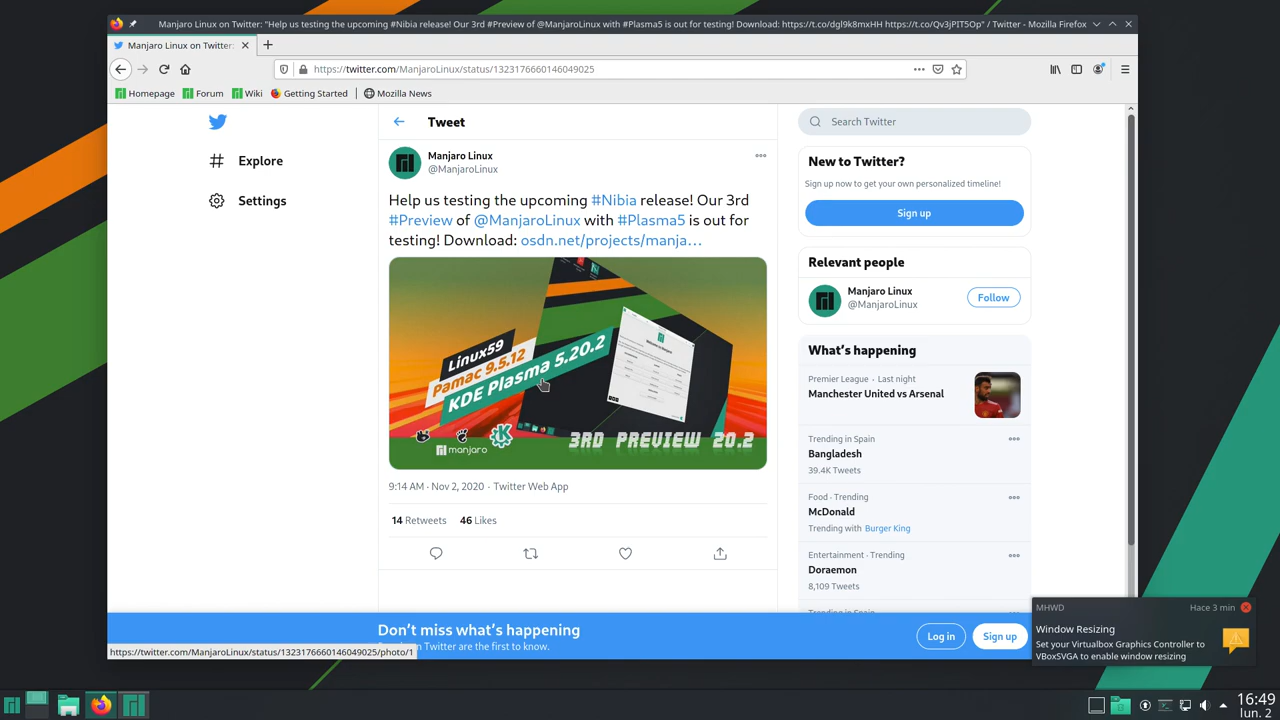 Manjaro Linux on Twitter: "Help us testing the upcoming #Nibia release! Our 3rd #Preview of @ManjaroLinux with #Plasma5 is out for testing! Download: https://t.co/dgl9k8mxHH https://t.co/Qv3jPIT5Op" / Twitter - Mozilla Firefox
Manjaro Linux on Twitter:
https://twitter.com/ManjaroLinux/status/1323176660146049025
Homepage Forum Wiki Getting Started Mozilla News
Tweet
Search Twitter
Explore
Settings
Manjaro Linux
@ManjaroLinux
Help us testing the upcoming #Nibia release! Our 3rd
#Preview of @ManjaroLinux with #Plasma5 is out for
testing! Download: osdn.net/projects/manja…
Linux59
Pamac 9.5.12
KDE Plasma 5.20.2
manjaro
3RD PREVIEW 20.2
9:14 AM · Nov 2, 2020 · Twitter Web App
14 Retweets 46 Likes
New to Twitter?
Sign up now to get your own personalized timeline!
Sign up
Relevant people
Manjaro Linux
@ManjaroLinux
Follow
What's happening
Premier League · Last night
Manchester United vs Arsenal
Trending in Spain
Bangladesh
39.4K Tweets
Food · Trending
McDonald
Trending with Burger King
Entertainment · Trending
Doraemon
8,109 Tweets
Don't miss what's happening
Twitter are the first to know.
Log in
Sign up
https://twitter.com/ManjaroLinux/status/1323176660146049025/photo/1
MHWD
Hace 3 min
Window Resizing
Set your Virtualbox Graphics Controller to
VBoxSVGA to enable window resizing
16:49
lun. 2